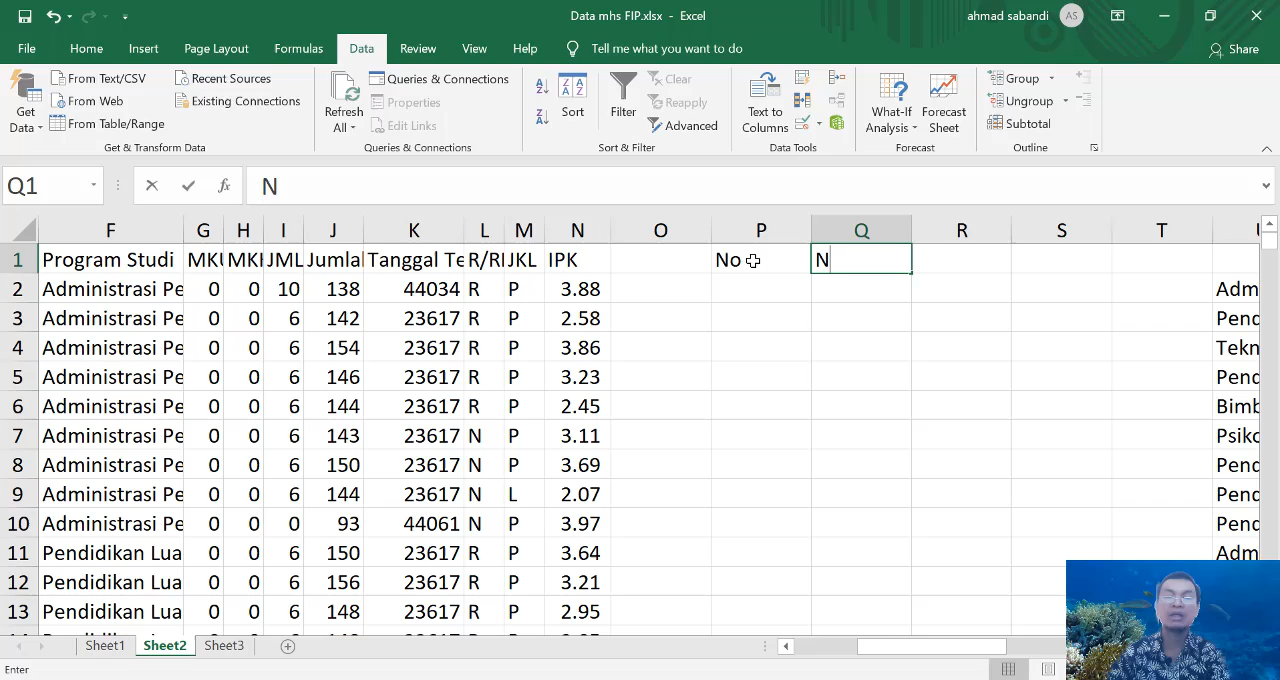 Data mhs FIP.xlsx - Excel
ahmad sabandi AS
File Home Insert Page Layout Formulas Data Review View Help Tell me what you want to do Share
Get Data
From Text/CSV
From Web
From Table/Range
Recent Sources
Existing Connections
Get & Transform Data
Refresh All
Queries & Connections
Properties
Edit Links
Queries & Connections
Sort
Filter
Clear
Reapply
Advanced
Sort & Filter
Text to Columns
Data Tools
What-If Analysis
Forecast Sheet
Forecast
Group
Ungroup
Subtotal
Outline
Q1 fx N
F G H I J K L M N O P Q R S T
1 Program Studi MKU JML Jumla Tanggal Te R/R JKL IPK No N
2 Administrasi Pe 0 0 10 138 44034 R P 3.88 Adm
3 Administrasi Pe 0 0 6 142 23617 R P 2.58 Pend
4 Administrasi Pe 0 0 6 154 23617 R P 3.86 Tekn
5 Administrasi Pe 0 0 6 146 23617 R P 3.23 Pend
6 Administrasi Pe 0 0 6 144 23617 R P 2.45 Bimb
7 Administrasi Pe 0 0 6 143 23617 N P 3.11 Psiko
8 Administrasi Pe 0 0 6 150 23617 N P 3.69 Pend
9 Administrasi Pe 0 0 6 144 23617 N L 2.07 Pend
10 Administrasi Pe 0 0 0 93 44061 N P 3.97 Pend
11 Pendidikan Lua 0 0 6 150 23617 R P 3.64 Adm
12 Pendidikan Lua 0 0 6 156 23617 R P 3.21
13 Pendidikan Lua 0 0 6 148 23617 R P 2.95
Sheet1 Sheet2 Sheet3
Enter